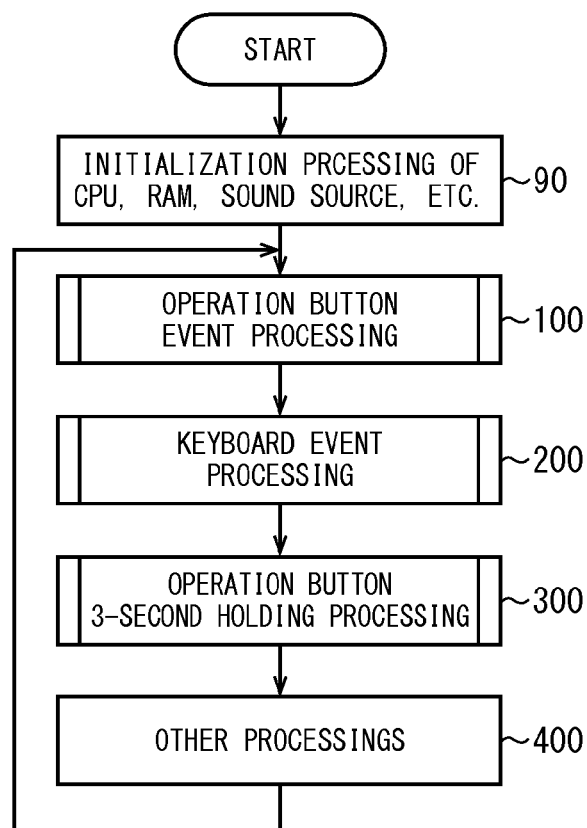 START
INITIALIZATION PRCESSING OF
CPU, RAM, SOUND SOURCE, ETC.
90
OPERATION BUTTON
EVENT PROCESSING
100
KEYBOARD EVENT
PROCESSING
200
OPERATION BUTTON
3-SECOND HOLDING PROCESSING
300
OTHER PROCESSINGS
400